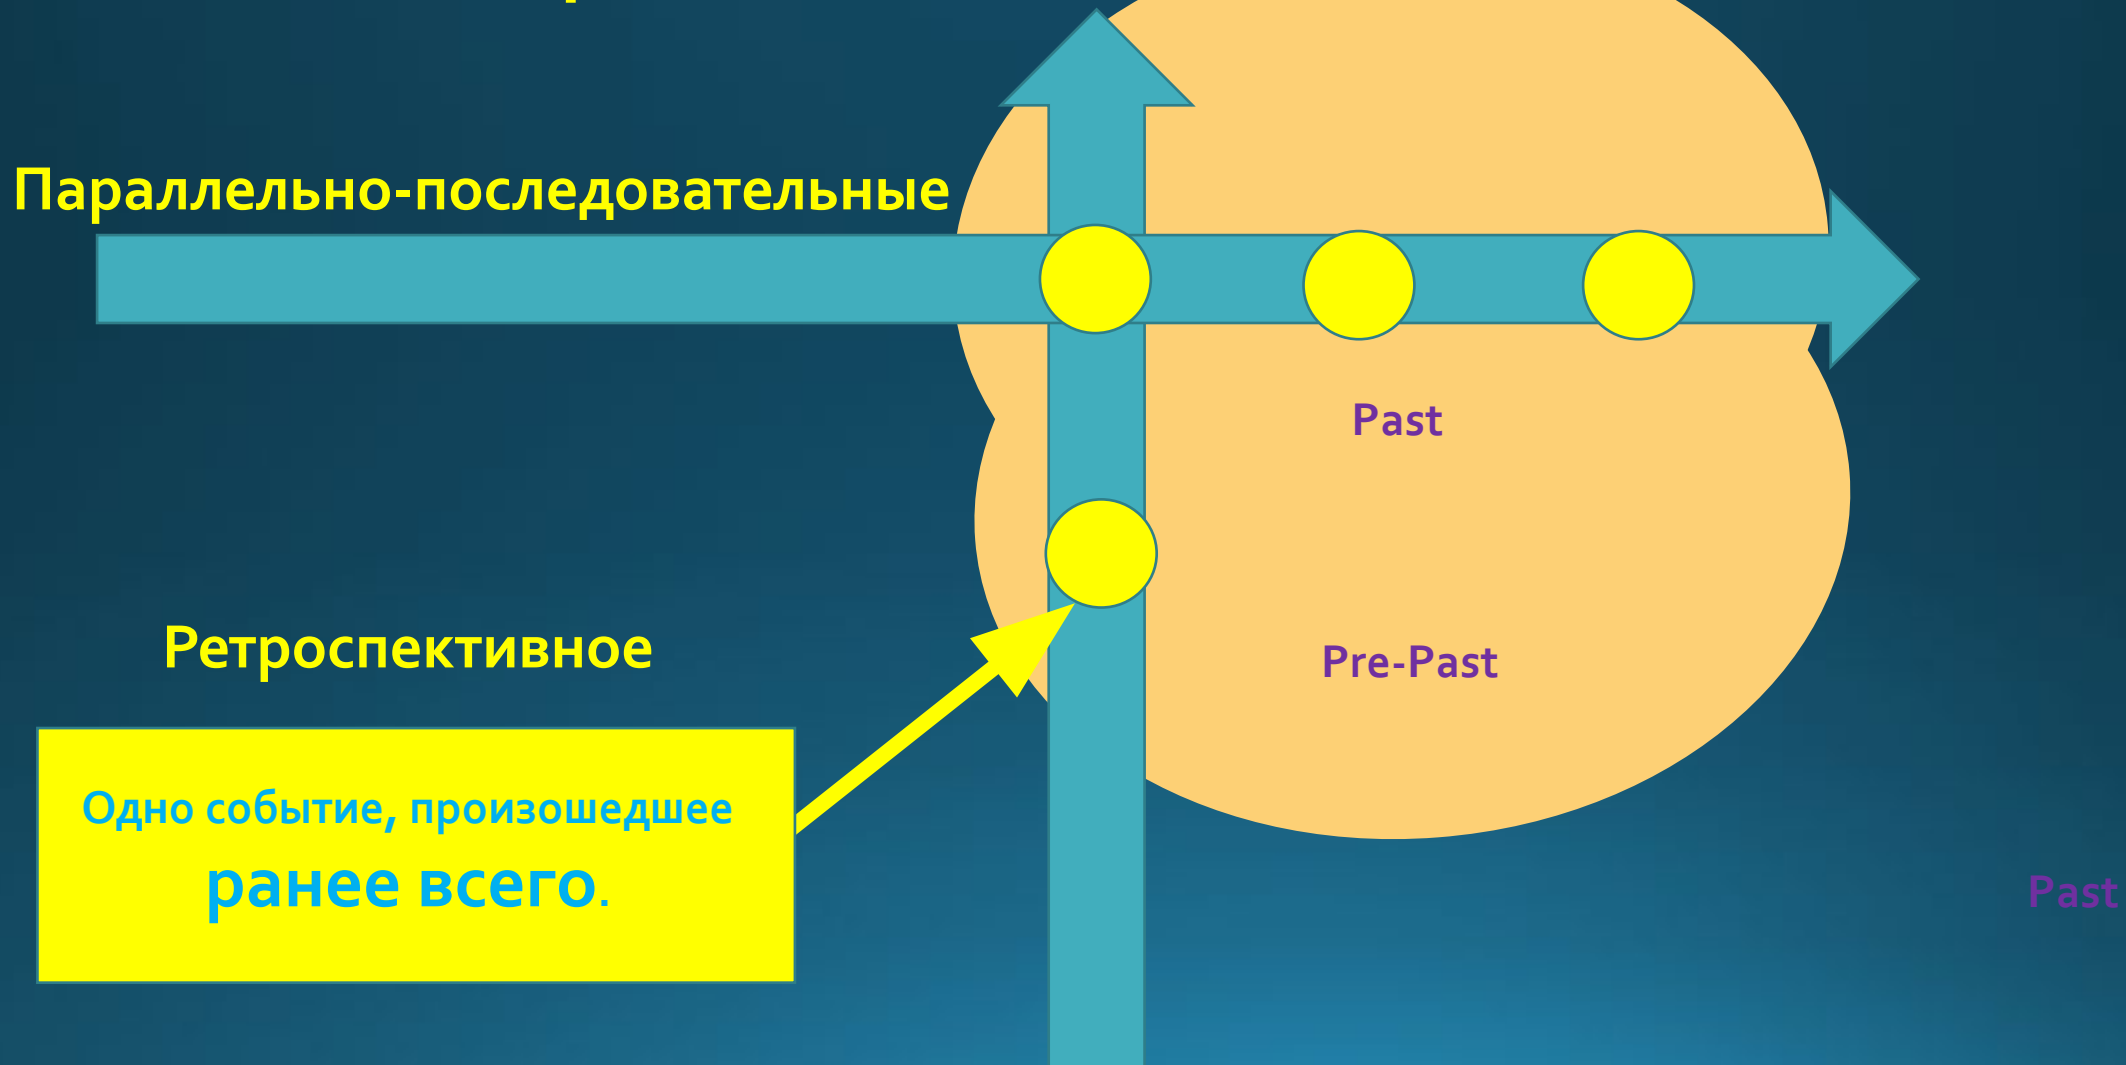 Параллельно-последовательные
Past
Ретроспективное
Pre-Past
Одно событие, произошедшее
ранее всего.
Past